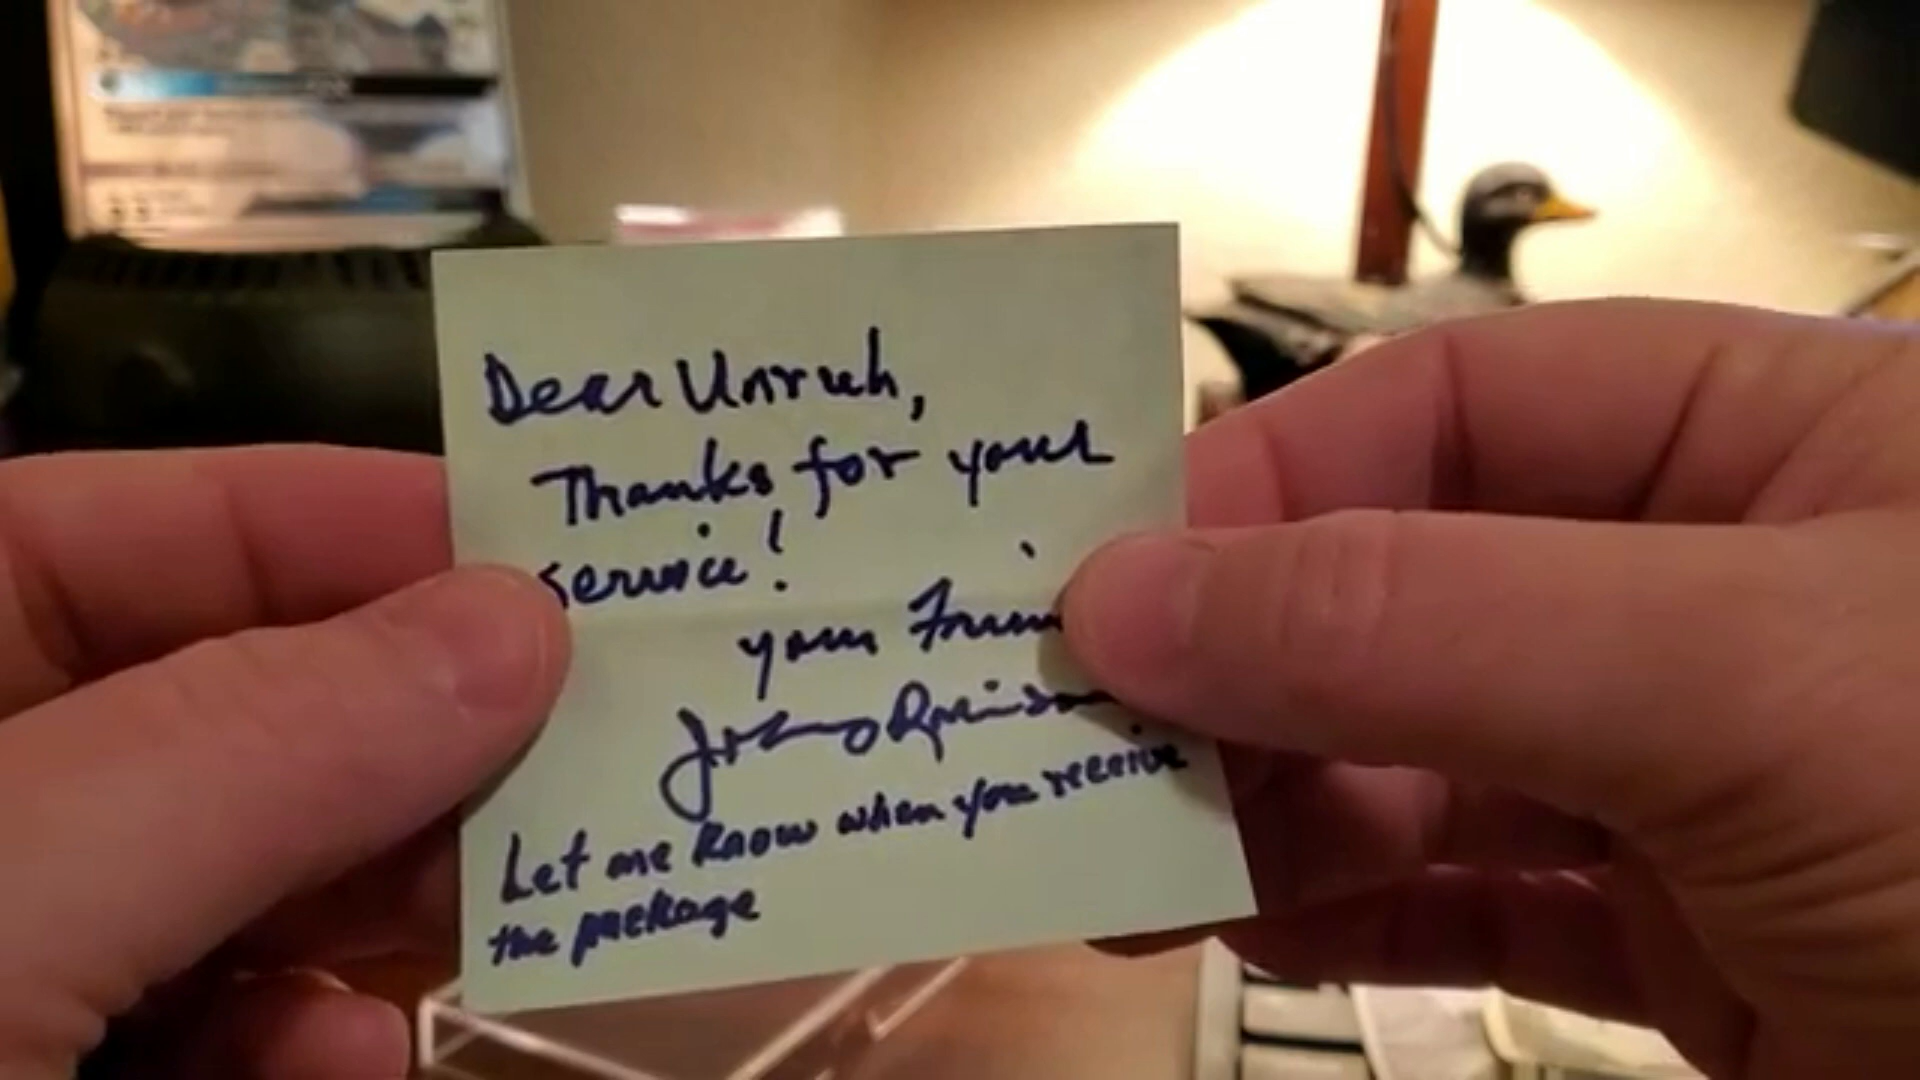 Dear Unruh,
Thanks for your
service!
your
Let me know when you receive
the package